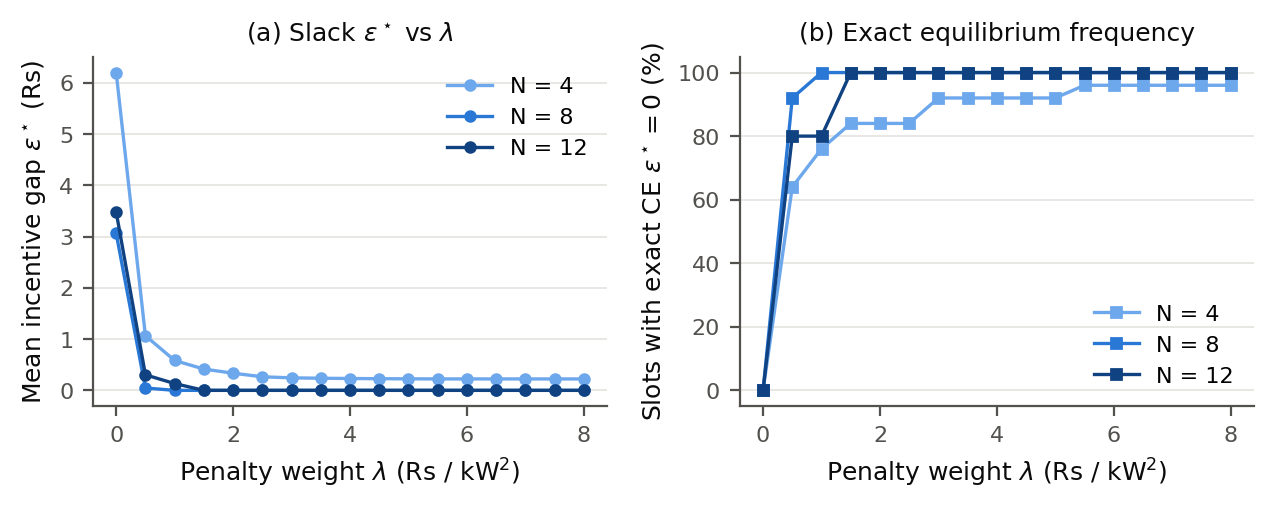 (a) Slack ε⋆ vs λ
Mean incentive gap ε⋆ (Rs)
6
5
4
3
2
1
0
N = 4
N = 8
N = 12
0 2 4 6 8
Penalty weight λ (Rs / kW²)
(b) Exact equilibrium frequency
Slots with exact CE ε⋆ = 0 (%)
100
80
60
40
20
0
N = 4
N = 8
N = 12
0 2 4 6 8
Penalty weight λ (Rs / kW²)